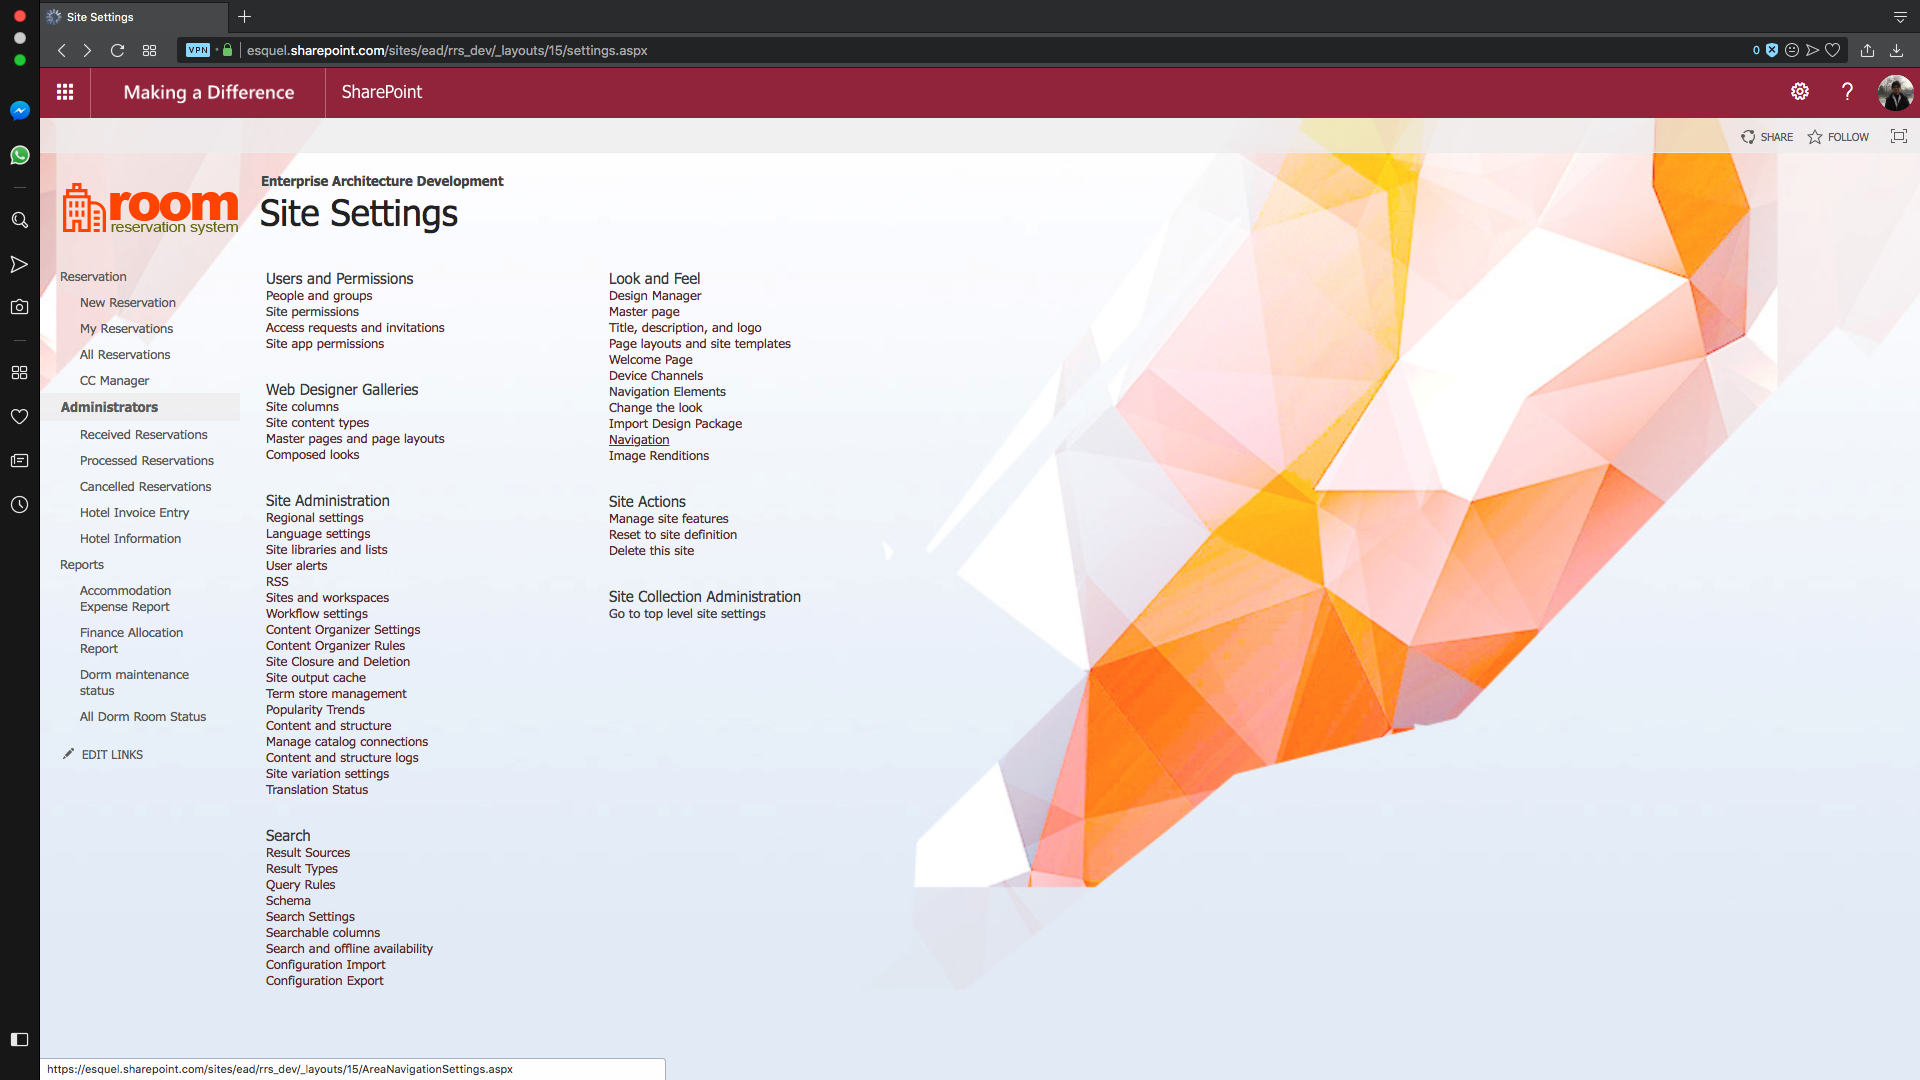 Site Settings
VPN
esquel.sharepoint.com/sites/ead/rrs_dev/_layouts/15/settings.aspx
0
Making a Difference
SharePoint
?
SHARE
FOLLOW
room
reservation system
Enterprise Architecture Development
Site Settings
Reservation
New Reservation
My Reservations
All Reservations
CC Manager
Administrators
Received Reservations
Processed Reservations
Cancelled Reservations
Hotel Invoice Entry
Hotel Information
Reports
Accommodation
Expense Report
Finance Allocation
Report
Dorm maintenance
status
All Dorm Room Status
EDIT LINKS
Users and Permissions
People and groups
Site permissions
Access requests and invitations
Site app permissions
Web Designer Galleries
Site columns
Site content types
Master pages and page layouts
Composed looks
Site Administration
Regional settings
Language settings
Site libraries and lists
User alerts
RSS
Sites and workspaces
Workflow settings
Content Organizer Settings
Content Organizer Rules
Site Closure and Deletion
Site output cache
Term store management
Popularity Trends
Content and structure
Manage catalog connections
Content and structure logs
Site variation settings
Translation Status
Search
Result Sources
Result Types
Query Rules
Schema
Search Settings
Searchable columns
Search and offline availability
Configuration Import
Configuration Export
Look and Feel
Design Manager
Master page
Title, description, and logo
Page layouts and site templates
Welcome Page
Device Channels
Navigation Elements
Change the look
Import Design Package
Navigation
Image Renditions
Site Actions
Manage site features
Reset to site definition
Delete this site
Site Collection Administration
Go to top level site settings
https://esquel.sharepoint.com/sites/ead/rrs_dev/_layouts/15/AreaNavigationSettings.aspx